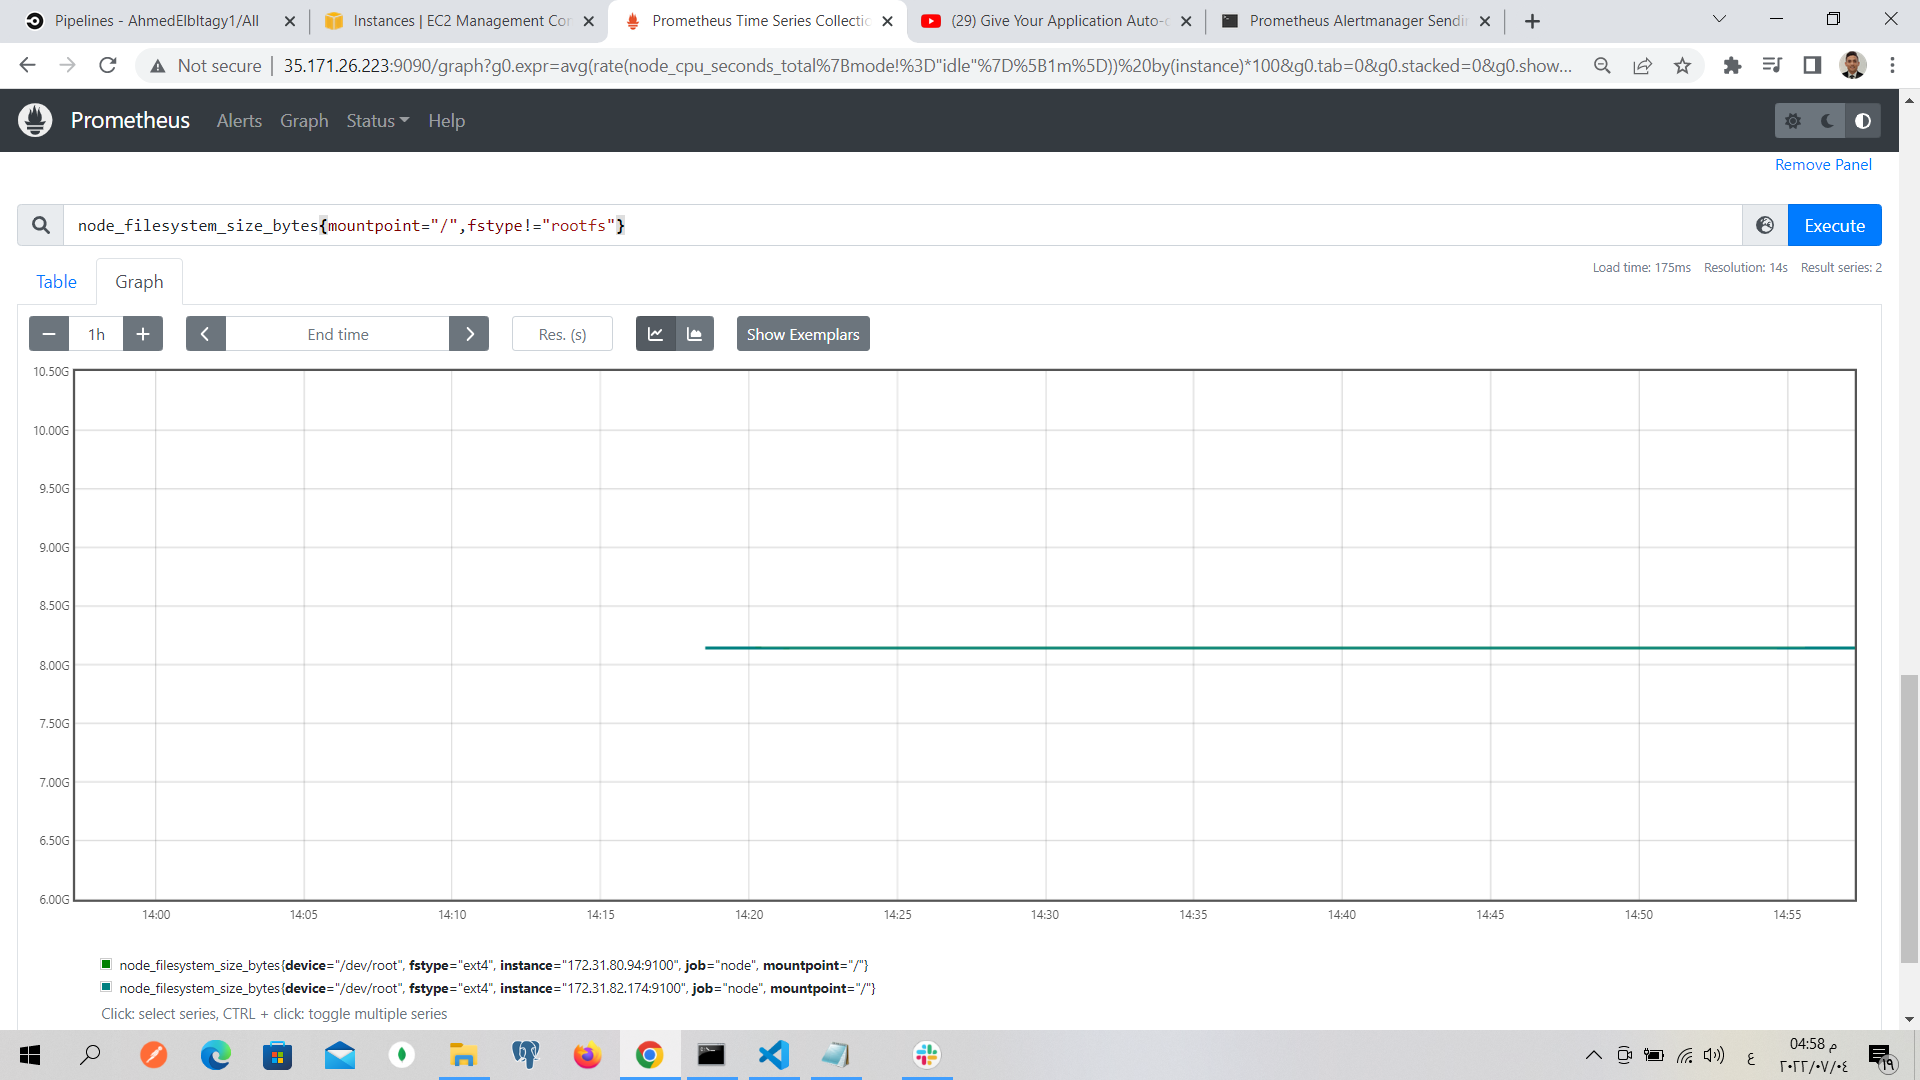 Pipelines - AhmedElbltagy1/All
Instances | EC2 Management Con
Prometheus Time Series Collectio
(29) Give Your Application Auto-c
Prometheus Alertmanager Sendin
Not secure
35.171.26.223:9090/graph?g0.expr=avg(rate(node_cpu_seconds_total%7Bmode!%3D"idle"%7D%5B1m%5D))%20by(instance)*100&g0.tab=0&g0.stacked=0&g0.show...
Prometheus Alerts Graph Status Help
Remove Panel
node_filesystem_size_bytes{mountpoint="/",fstype!="rootfs"}
Execute
Table Graph
Load time: 175ms Resolution: 14s Result series: 2
1h End time Res. (s) Show Exemplars
10.50G
10.00G
9.50G
9.00G
8.50G
8.00G
7.50G
7.00G
6.50G
6.00G
14:00 14:05 14:10 14:15 14:20 14:25 14:30 14:35 14:40 14:45 14:50 14:55
node_filesystem_size_bytes{device="/dev/root", fstype="ext4", instance="172.31.80.94:9100", job="node", mountpoint="/"}
node_filesystem_size_bytes{device="/dev/root", fstype="ext4", instance="172.31.82.174:9100", job="node", mountpoint="/"}
Click: select series, CTRL + click: toggle multiple series
ع
04:58 م
٢٠٢٢/٠٧/٠٤
١٩